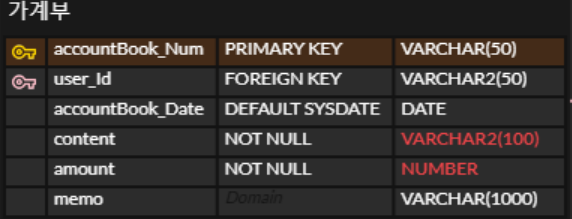 가계부
accountBook_Num PRIMARY KEY VARCHAR(50)
user_Id FOREIGN KEY VARCHAR2(50)
accountBook_Date DEFAULT SYSDATE DATE
content NOT NULL VARCHAR2(100)
amount NOT NULL NUMBER
memo Domain VARCHAR(1000)